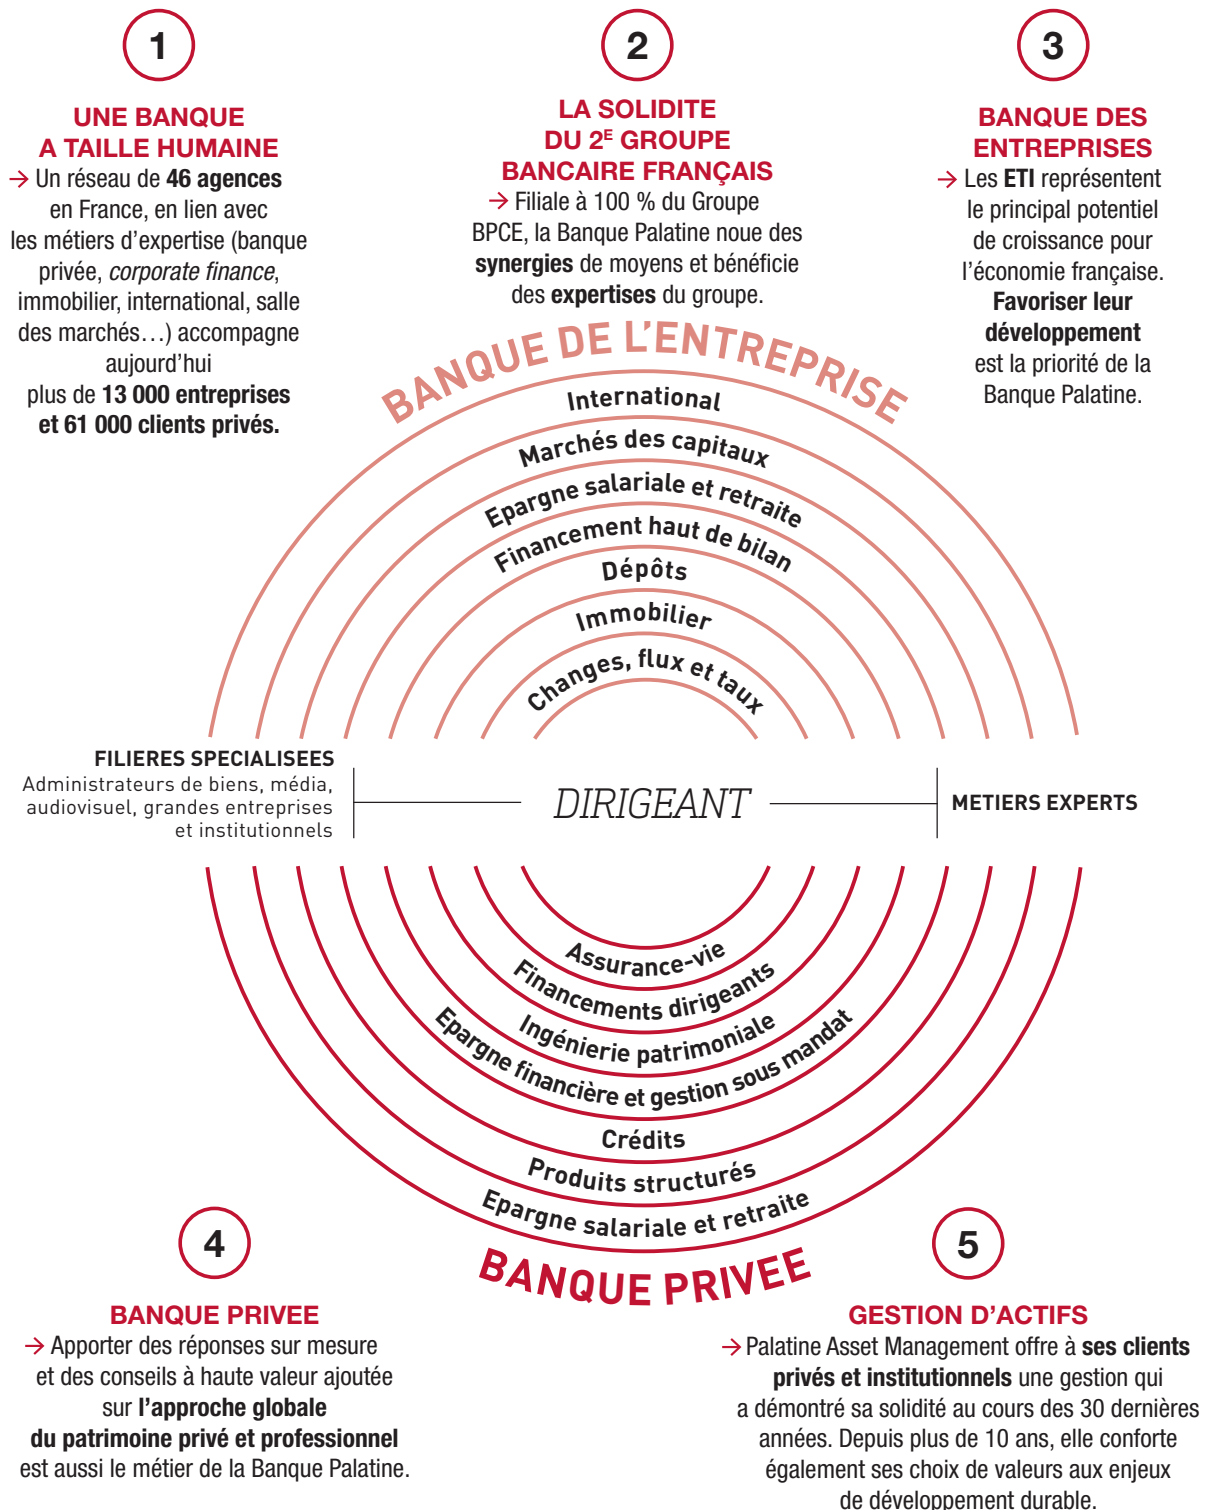 1
UNE BANQUE
A TAILLE HUMAINE
→ Un réseau de 46 agences
en France, en lien avec
les métiers d'expertise (banque
privée, corporate finance,
immobilier, international, salle
des marchés…) accompagne
aujourd'hui
plus de 13 000 entreprises
et 61 000 clients privés.
2
LA SOLIDITE
DU 2E GROUPE
BANCAIRE FRANÇAIS
→ Filiale à 100 % du Groupe
BPCE, la Banque Palatine noue des
synergies de moyens et bénéficie
des expertises du groupe.
3
BANQUE DES
ENTREPRISES
→ Les ETI représentent
le principal potentiel
de croissance pour
l'économie française.
Favoriser leur
développement
est la priorité de la
Banque Palatine.
BANQUE DE L'ENTREPRISE
International
Marchés des capitaux
Epargne salariale et retraite
Financement haut de bilan
Dépôts
Immobilier
Changes, flux et taux
FILIERES SPECIALISEES
Administrateurs de biens, média,
audiovisuel, grandes entreprises
et institutionnels
DIRIGEANT
METIERS EXPERTS
Assurance-vie
Financements dirigeants
Ingénierie patrimoniale
Epargne financière et gestion sous mandat
Crédits
Produits structurés
Epargne salariale et retraite
BANQUE PRIVEE
4
BANQUE PRIVEE
→ Apporter des réponses sur mesure
et des conseils à haute valeur ajoutée
sur l'approche globale
du patrimoine privé et professionnel
est aussi le métier de la Banque Palatine.
5
GESTION D'ACTIFS
→ Palatine Asset Management offre à ses clients
privés et institutionnels une gestion qui
a démontré sa solidité au cours des 30 dernières
années. Depuis plus de 10 ans, elle conforte
également ses choix de valeurs aux enjeux
de développement durable.